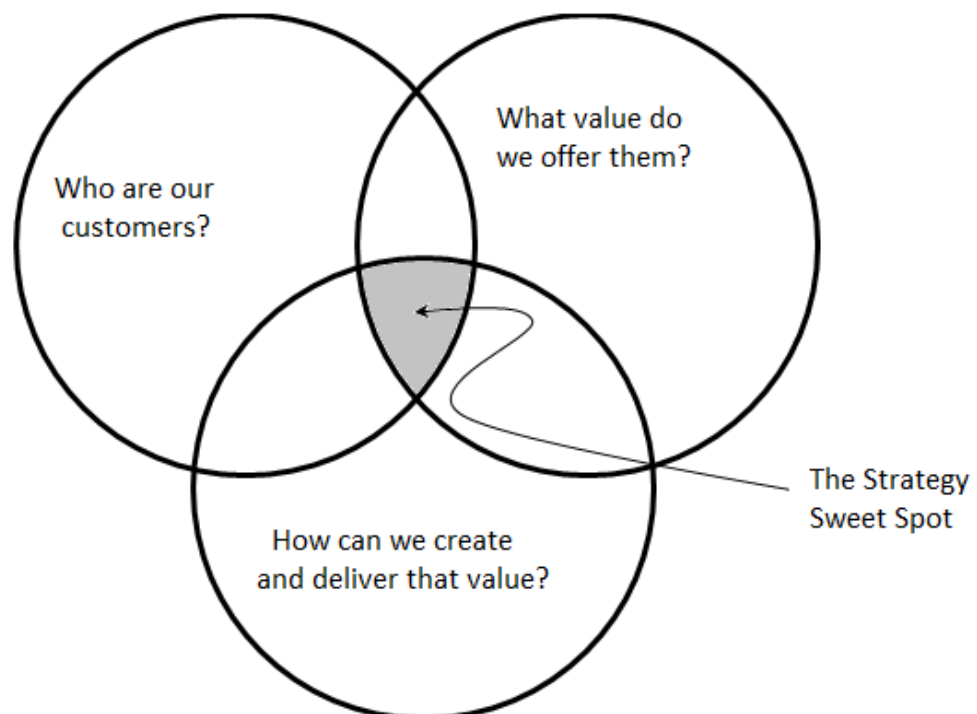 What value do
we offer them?
Who are our
customers?
The Strategy
Sweet Spot
How can we create
and deliver that value?